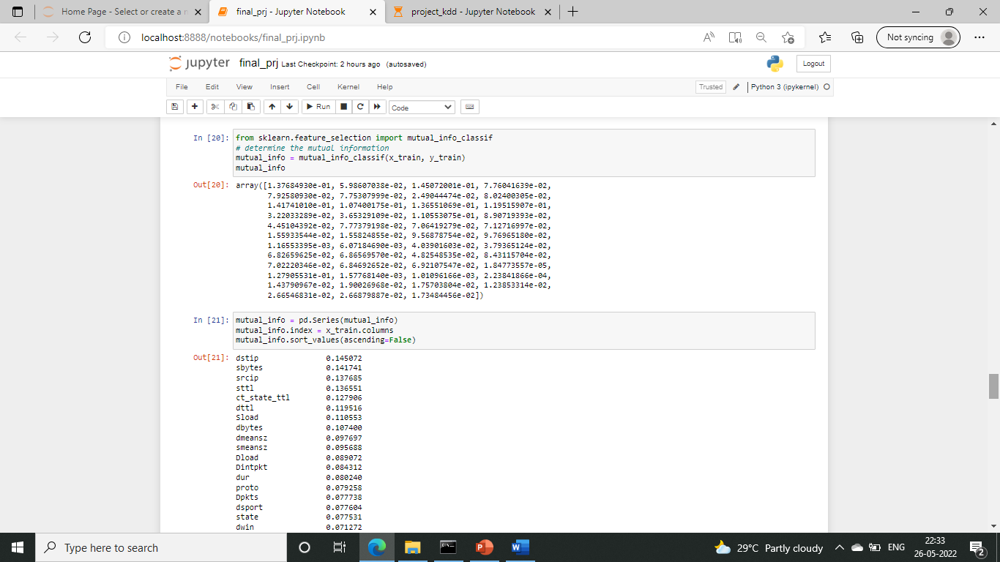 Home Page - Select or create a n
final_prj - Jupyter Notebook
project_kdd - Jupyter Notebook
localhost:8888/notebooks/final_prj.ipynb
Not syncing
jupyter final_prj Last Checkpoint: 2 hours ago (autosaved)
Logout
File Edit View Insert Cell Kernel Help
Trusted
Python 3 (ipykernel)
Run
Code
In [20]: from sklearn.feature_selection import mutual_info_classif
# determine the mutual information
mutual_info = mutual_info_classif(x_train, y_train)
mutual_info
Out[20]: array([1.37684930e-01, 5.98607038e-02, 1.45072001e-01, 7.76041639e-02,
7.92580930e-02, 7.75307999e-02, 2.49044474e-02, 8.02400305e-02,
1.41741010e-01, 1.07400175e-01, 1.36551069e-01, 1.19515907e-01,
3.22033289e-02, 3.65329109e-02, 1.10553075e-01, 8.90719393e-02,
4.45104392e-02, 7.77379198e-02, 7.06419279e-02, 7.12716997e-02,
1.55933544e-02, 1.55824855e-02, 9.56878754e-02, 9.76965180e-02,
1.16553395e-03, 6.07184690e-03, 4.03901603e-02, 3.79365124e-02,
6.82659625e-02, 6.86569570e-02, 4.82548535e-02, 8.43115704e-02,
7.02220346e-02, 6.84692652e-02, 6.92107547e-02, 1.84773557e-05,
1.27905531e-01, 1.57768140e-03, 1.01096166e-03, 2.23841866e-04,
1.43790967e-02, 1.90026968e-02, 1.75703804e-02, 1.23853314e-02,
2.66546831e-02, 2.66879887e-02, 1.73484456e-02])
In [21]: mutual_info = pd.Series(mutual_info)
mutual_info.index = x_train.columns
mutual_info.sort_values(ascending=False)
Out[21]: dstip 0.145072
sbytes 0.141741
srcip 0.137685
sttl 0.136551
ct_state_ttl 0.127906
dttl 0.119516
Sload 0.110553
dbytes 0.107400
dmeansz 0.097697
smeansz 0.095688
Dload 0.089072
Dintpkt 0.084312
dur 0.080240
proto 0.079258
Dpkts 0.077738
dsport 0.077604
state 0.077531
dwin 0.071272
Type here to search
29°C Partly cloudy
ENG
22:33
26-05-2022
2